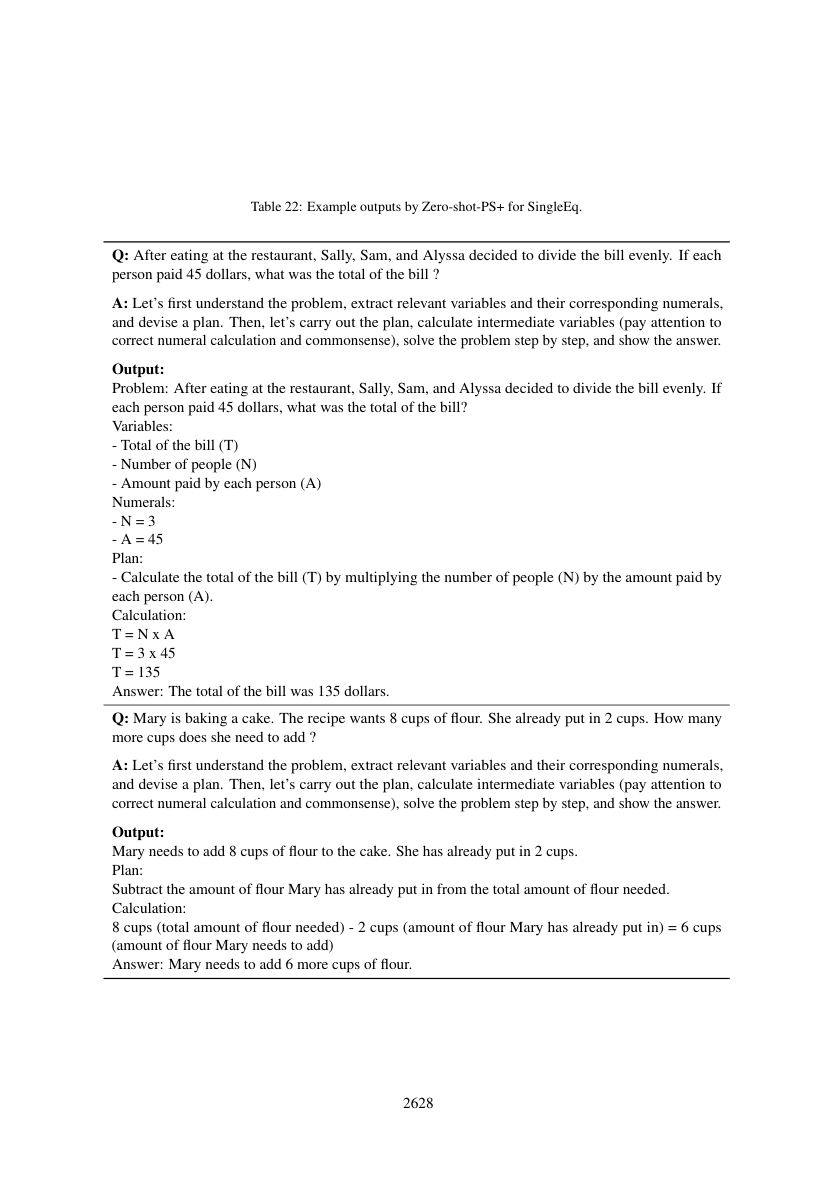 Table 22: Example outputs by Zero-shot-PS+ for SingleEq.
Q: After eating at the restaurant, Sally, Sam, and Alyssa decided to divide the bill evenly. If each
person paid 45 dollars, what was the total of the bill ?
A: Let's first understand the problem, extract relevant variables and their corresponding numerals,
and devise a plan. Then, let's carry out the plan, calculate intermediate variables (pay attention to
correct numeral calculation and commonsense), solve the problem step by step, and show the answer.
Output:
Problem: After eating at the restaurant, Sally, Sam, and Alyssa decided to divide the bill evenly. If
each person paid 45 dollars, what was the total of the bill?
Variables:
- Total of the bill (T)
- Number of people (N)
- Amount paid by each person (A)
Numerals:
- N = 3
- A = 45
Plan:
- Calculate the total of the bill (T) by multiplying the number of people (N) by the amount paid by
each person (A).
Calculation:
T = N x A
T = 3 x 45
T = 135
Answer: The total of the bill was 135 dollars.
Q: Mary is baking a cake. The recipe wants 8 cups of flour. She already put in 2 cups. How many
more cups does she need to add ?
A: Let's first understand the problem, extract relevant variables and their corresponding numerals,
and devise a plan. Then, let's carry out the plan, calculate intermediate variables (pay attention to
correct numeral calculation and commonsense), solve the problem step by step, and show the answer.
Output:
Mary needs to add 8 cups of flour to the cake. She has already put in 2 cups.
Plan:
Subtract the amount of flour Mary has already put in from the total amount of flour needed.
Calculation:
8 cups (total amount of flour needed) - 2 cups (amount of flour Mary has already put in) = 6 cups
(amount of flour Mary needs to add)
Answer: Mary needs to add 6 more cups of flour.
2628